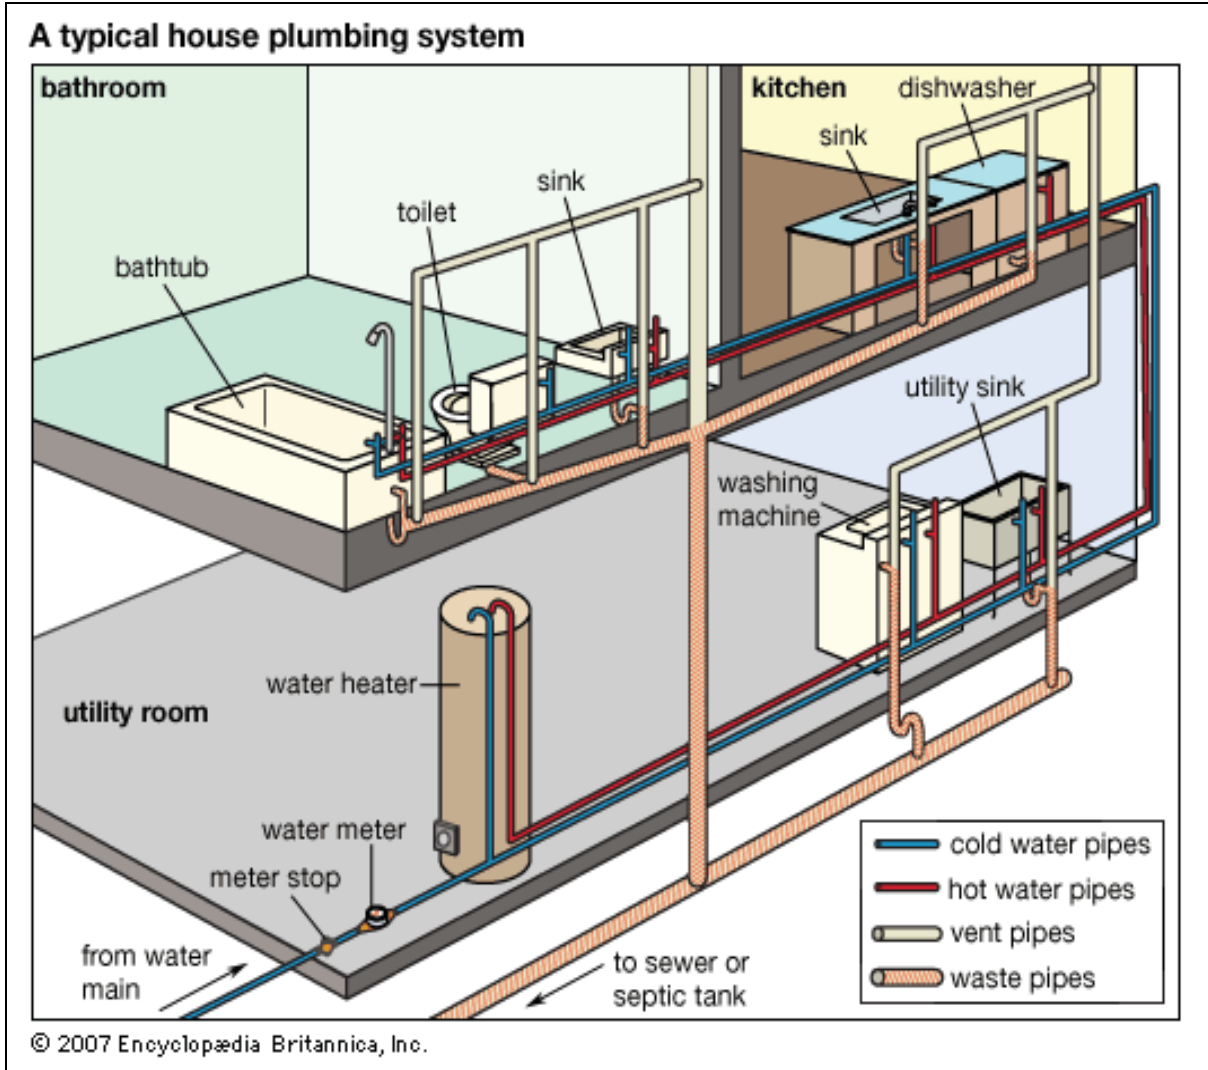 A typical house plumbing system
bathroom
kitchen
dishwasher
sink
sink
toilet
bathtub
utility sink
washing
machine
water heater
utility room
water meter
meter stop
from water
main
to sewer or
septic tank
cold water pipes
hot water pipes
vent pipes
waste pipes
© 2007 Encyclopædia Britannica, Inc.